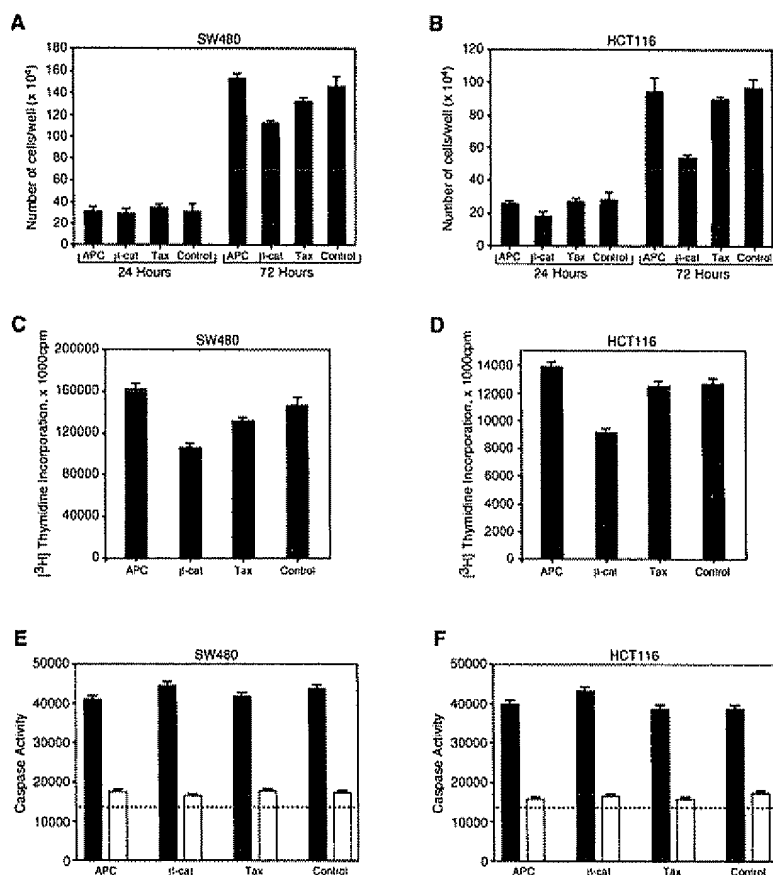 A
SW480
Number of cells/well (x 10⁴)
180
160
140
120
100
80
60
40
20
0
APC β-cat Tax Control APC β-cat Tax Control
24 Hours 72 Hours
B
HCT116
Number of cells/well (x 10⁴)
120
100
80
60
40
20
0
APC β-cat Tax Control APC β-cat Tax Control
24 Hours 72 Hours
C
SW480
[³H] Thymidine Incorporation, x 1000cpm
200000
160000
120000
80000
40000
0
APC β-cat Tax Control
D
HCT116
[³H] Thymidine Incorporation, x 1000cpm
14000
12000
10000
8000
6000
4000
2000
0
APC β-cat Tax Control
E
SW480
Caspase Activity
50000
40000
30000
20000
10000
0
APC β-cat Tax Control
F
HCT116
Caspase Activity
50000
40000
30000
20000
10000
0
APC β-cat Tax Control